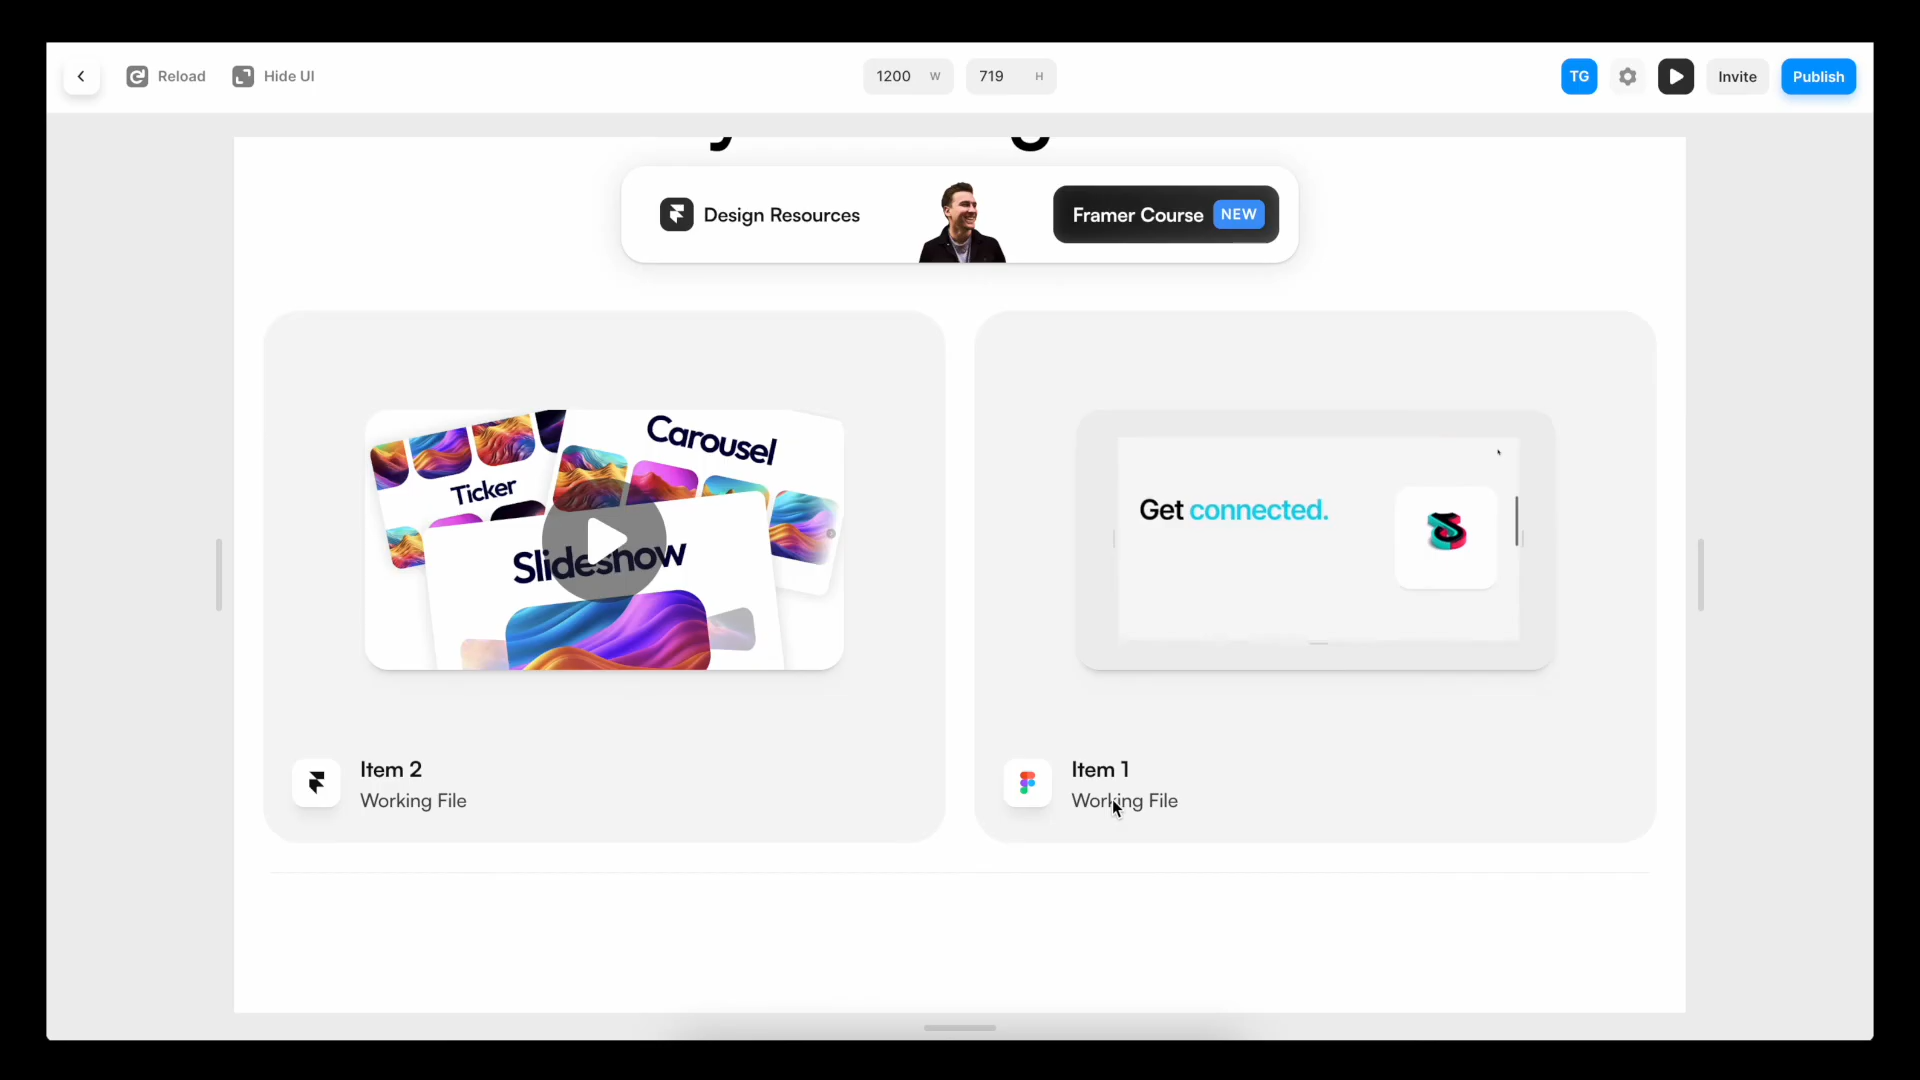 Reload
Hide UI
1200 W
719 H
TG
Invite
Publish
Design Resources
Framer Course NEW
Ticker
Carousel
Slideshow
Get connected.
Item 2
Working File
Item 1
Working File